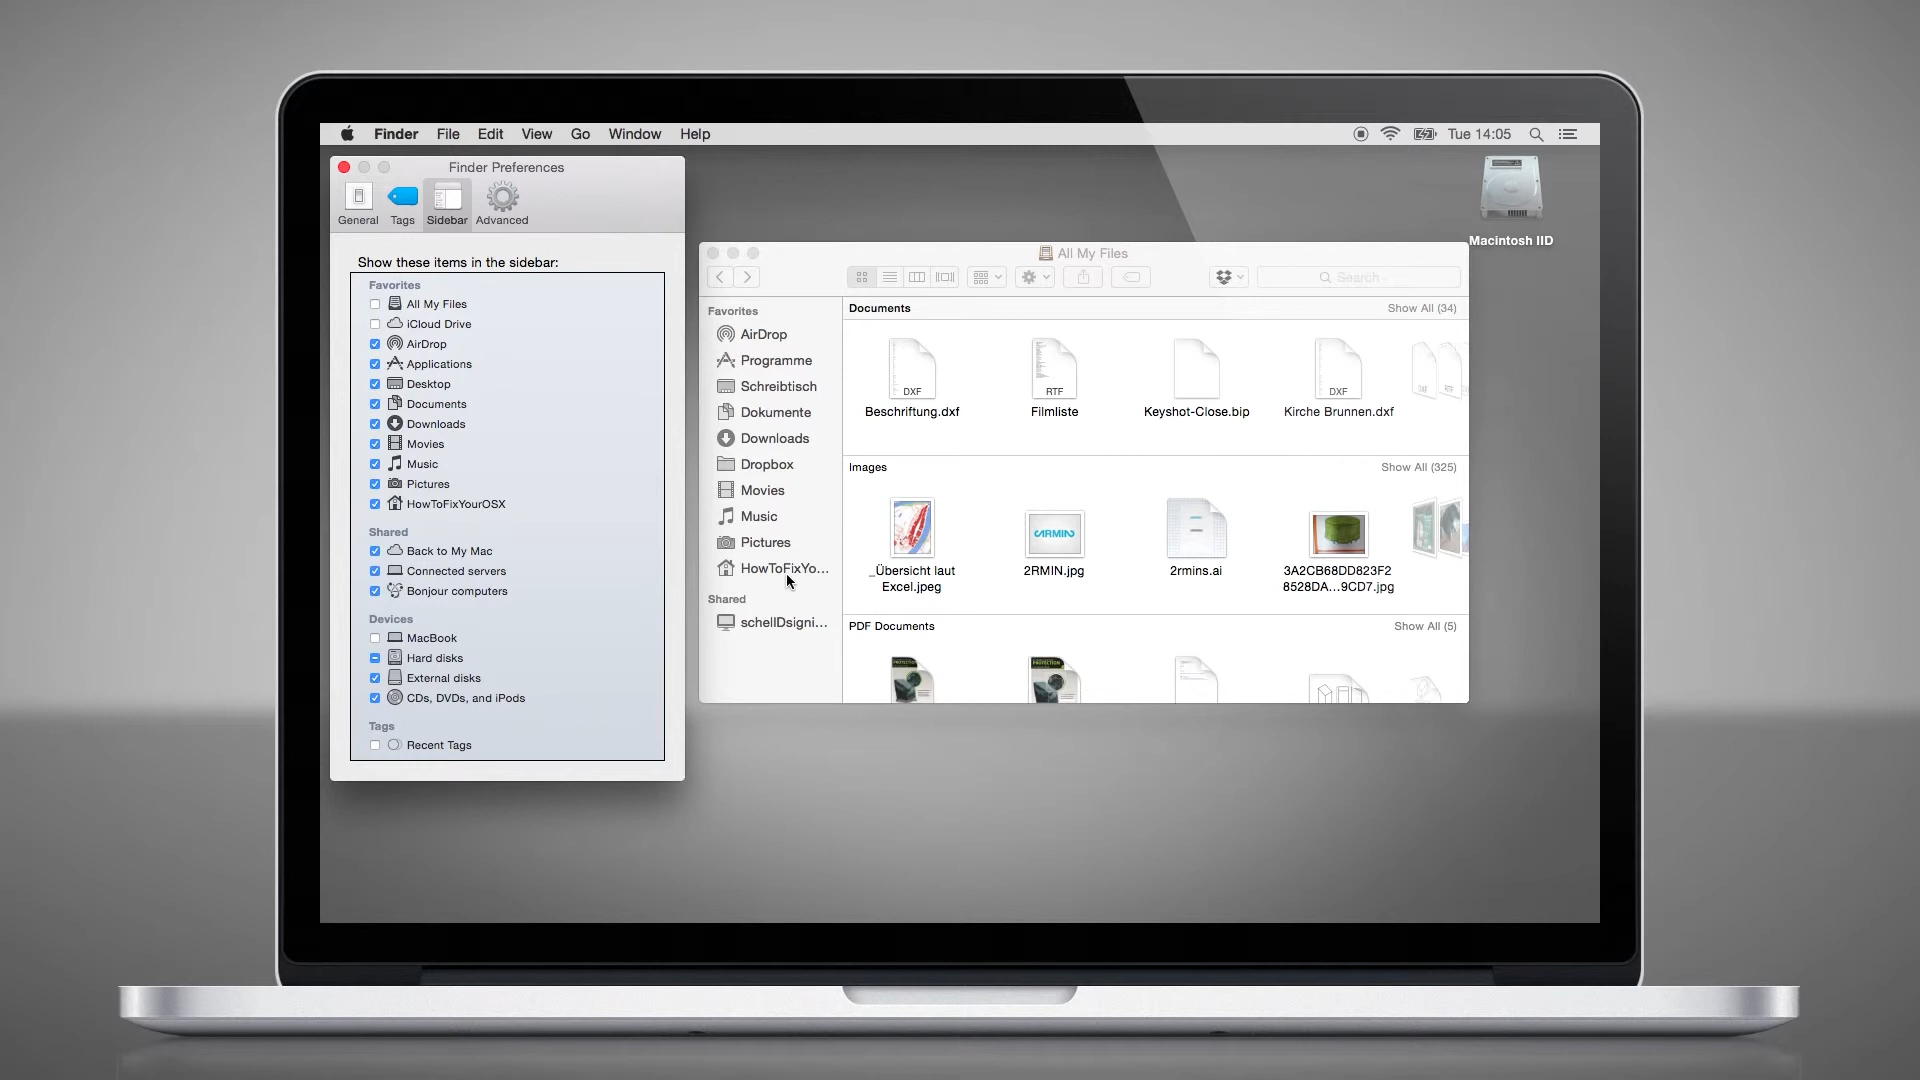 Finder File Edit View Go Window Help
Tue 14:05
Finder Preferences
General Tags Sidebar Advanced
Show these items in the sidebar:
Favorites
All My Files
iCloud Drive
AirDrop
Applications
Desktop
Documents
Downloads
Movies
Music
Pictures
HowToFixYourOSX
Shared
Back to My Mac
Connected servers
Bonjour computers
Devices
MacBook
Hard disks
External disks
CDs, DVDs, and iPods
Tags
Recent Tags
All My Files
Search
Favorites
AirDrop
Programme
Schreibtisch
Dokumente
Downloads
Dropbox
Movies
Music
Pictures
HowToFixYo...
Shared
schellDsigni...
Documents Show All (34)
DXF RTF DXF
Beschriftung.dxf Filmliste Keyshot-Close.bip Kirche Brunnen.dxf
Images Show All (325)
2RMIN
_Übersicht laut Excel.jpeg
2RMIN.jpg
2rmins.ai
3A2CB68DD823F2
8528DA...9CD7.jpg
PDF Documents Show All (5)
PROTECTION PROTECTION
Macintosh IID